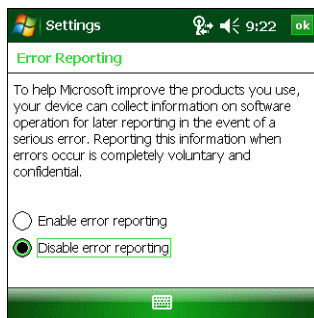 Settings 9:22 ok
Error Reporting
To help Microsoft improve the products you use,
your device can collect information on software
operation for later reporting in the event of a
serious error. Reporting this information when
errors occur is completely voluntary and
confidential.
Enable error reporting
Disable error reporting